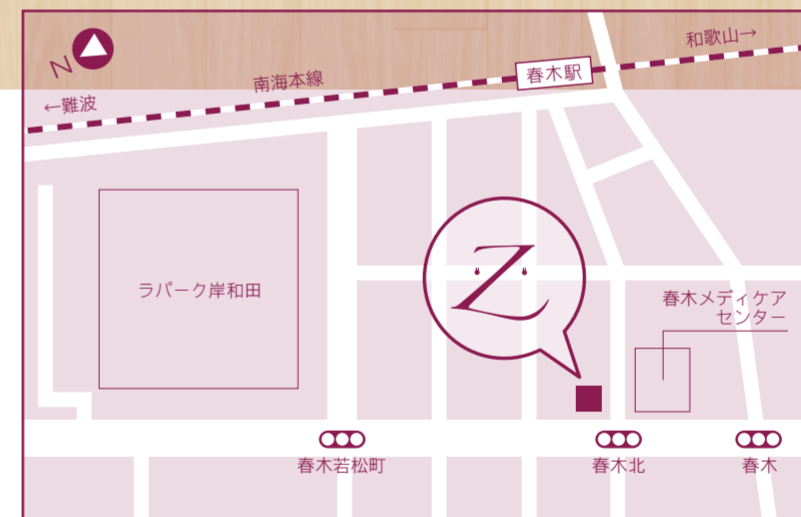 N
←難波
南海本線
春木駅
和歌山→
ラパーク岸和田
Z
春木メディケア
センター
春木若松町
春木北
春木